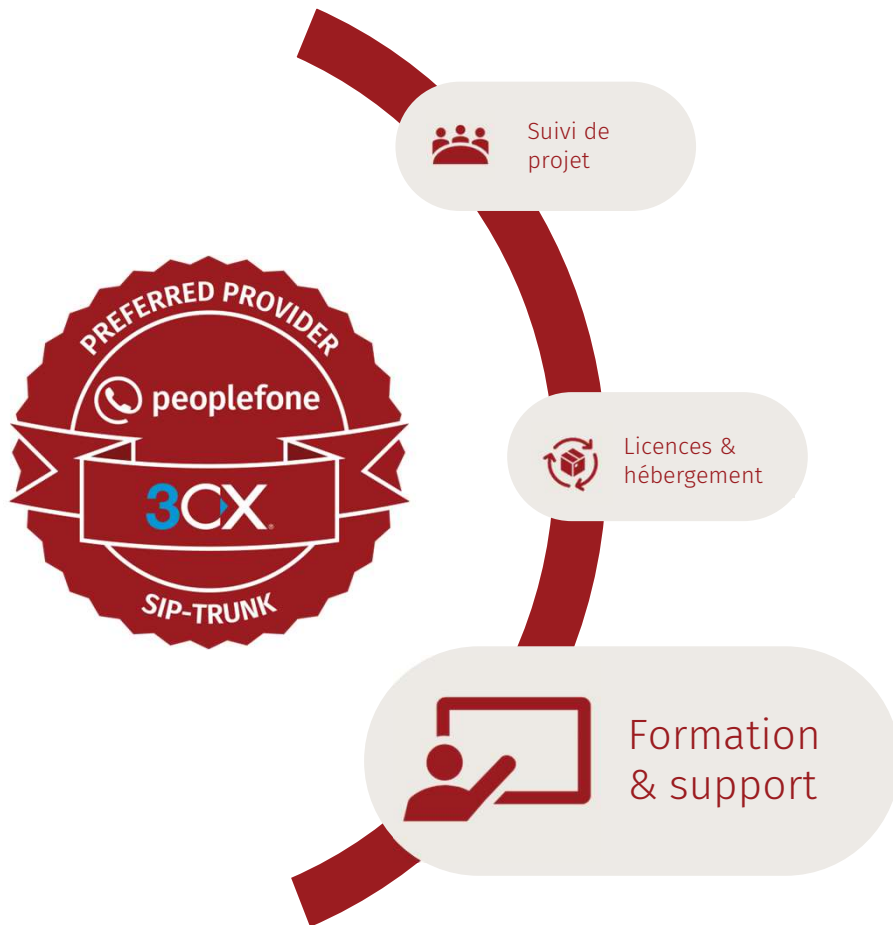 Suivi de
projet
PREFERRED PROVIDER
peoplefone
3CX®
SIP-TRUNK
Licences &
hébergement
Formation
& support